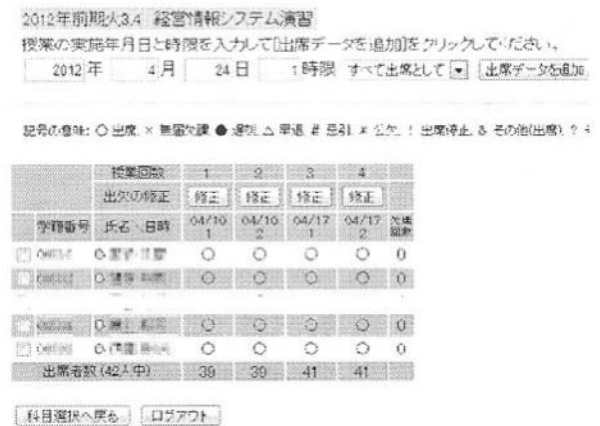 2012年前期火3,4 経営情報システム演習
授業の実施年月日と時限を入力して[出席データを追加]をクリックしてください。
2012 年 4 月 24 日 1 時限 すべて出席として 出席データを追加
記号の意味: ○ 出席, × 無届欠課 ● 遅刻, △ 早退, # 忌引, ※ 公欠, ! 出席停止, & その他(出席), ?
授業回数 1 2 3 4
出欠の修正 修正 修正 修正 修正
学籍番号 氏名＼日時 04/10 1 04/10 2 04/17 1 04/17 2 欠課回数
○ ○ ○ ○ 0
○ ○ ○ ○ 0
○ ○ ○ ○ 0
○ ○ ○ ○ 0
出席者数(42人中) 39 39 41 41
科目選択へ戻る ログアウト